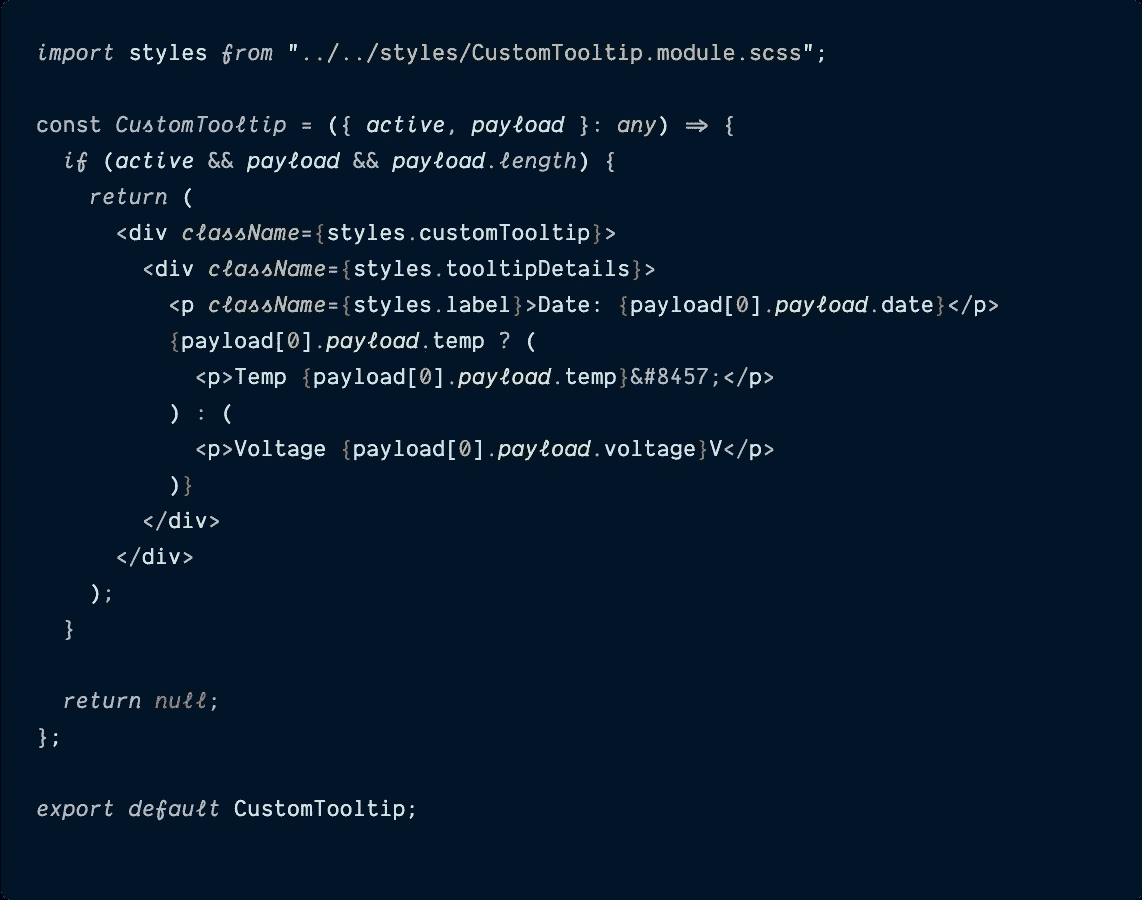 import styles from "../../styles/CustomTooltip.module.scss";
const CustomTooltip = ({ active, payload }: any) => {
if (active && payload && payload.length) {
return (
<div className={styles.customTooltip}>
<div className={styles.tooltipDetails}>
<p className={styles.label}>Date: {payload[0].payload.date}</p>
{payload[0].payload.temp ? (
<p>Temp {payload[0].payload.temp}&#8457;</p>
) : (
<p>Voltage {payload[0].payload.voltage}V</p>
)}
</div>
</div>
);
}
return null;
};
export default CustomTooltip;